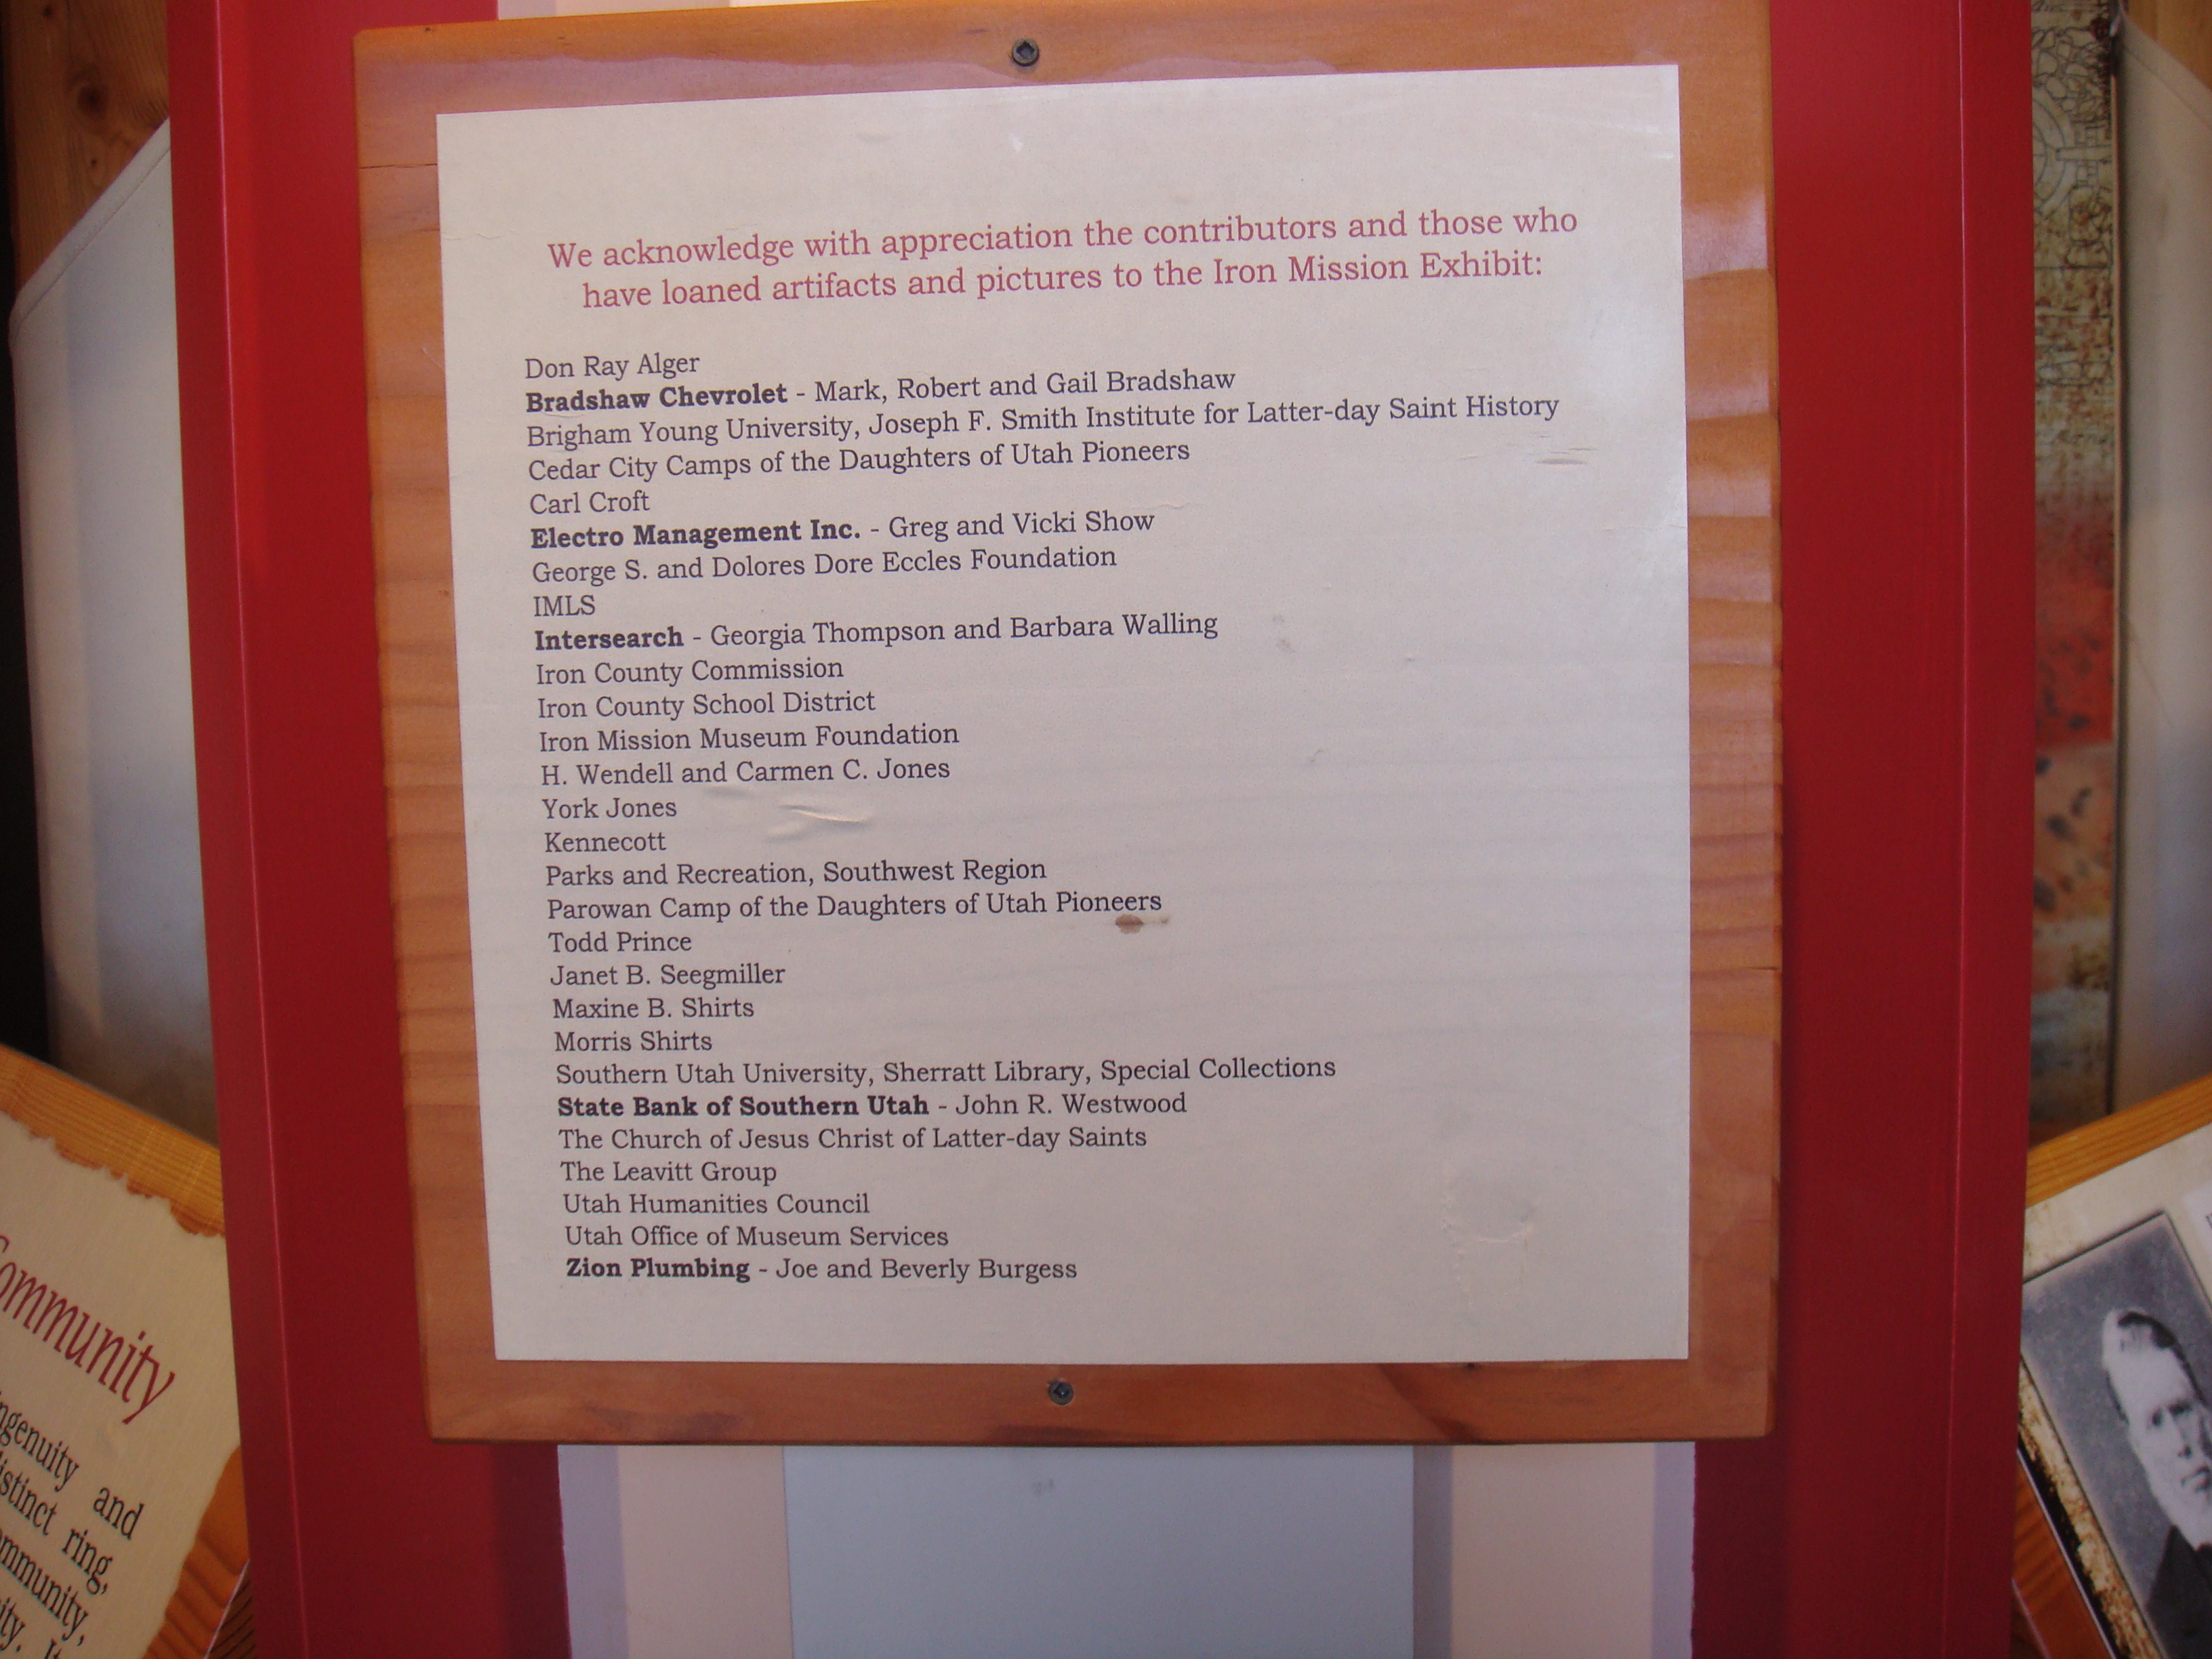 We acknowledge with appreciation the contributors and those who
have loaned artifacts and pictures to the Iron Mission Exhibit:
Don Ray Alger
Bradshaw Chevrolet - Mark, Robert and Gail Bradshaw
Brigham Young University, Joseph F. Smith Institute for Latter-day Saint History
Cedar City Camps of the Daughters of Utah Pioneers
Carl Croft
Electro Management Inc. - Greg and Vicki Show
George S. and Dolores Dore Eccles Foundation
IMLS
Intersearch - Georgia Thompson and Barbara Walling
Iron County Commission
Iron County School District
Iron Mission Museum Foundation
H. Wendell and Carmen C. Jones
York Jones
Kennecott
Parks and Recreation, Southwest Region
Parowan Camp of the Daughters of Utah Pioneers
Todd Prince
Janet B. Seegmiller
Maxine B. Shirts
Morris Shirts
Southern Utah University, Sherratt Library, Special Collections
State Bank of Southern Utah - John R. Westwood
The Church of Jesus Christ of Latter-day Saints
The Leavitt Group
Utah Humanities Council
Utah Office of Museum Services
Zion Plumbing - Joe and Beverly Burgess
Community
and
ring,